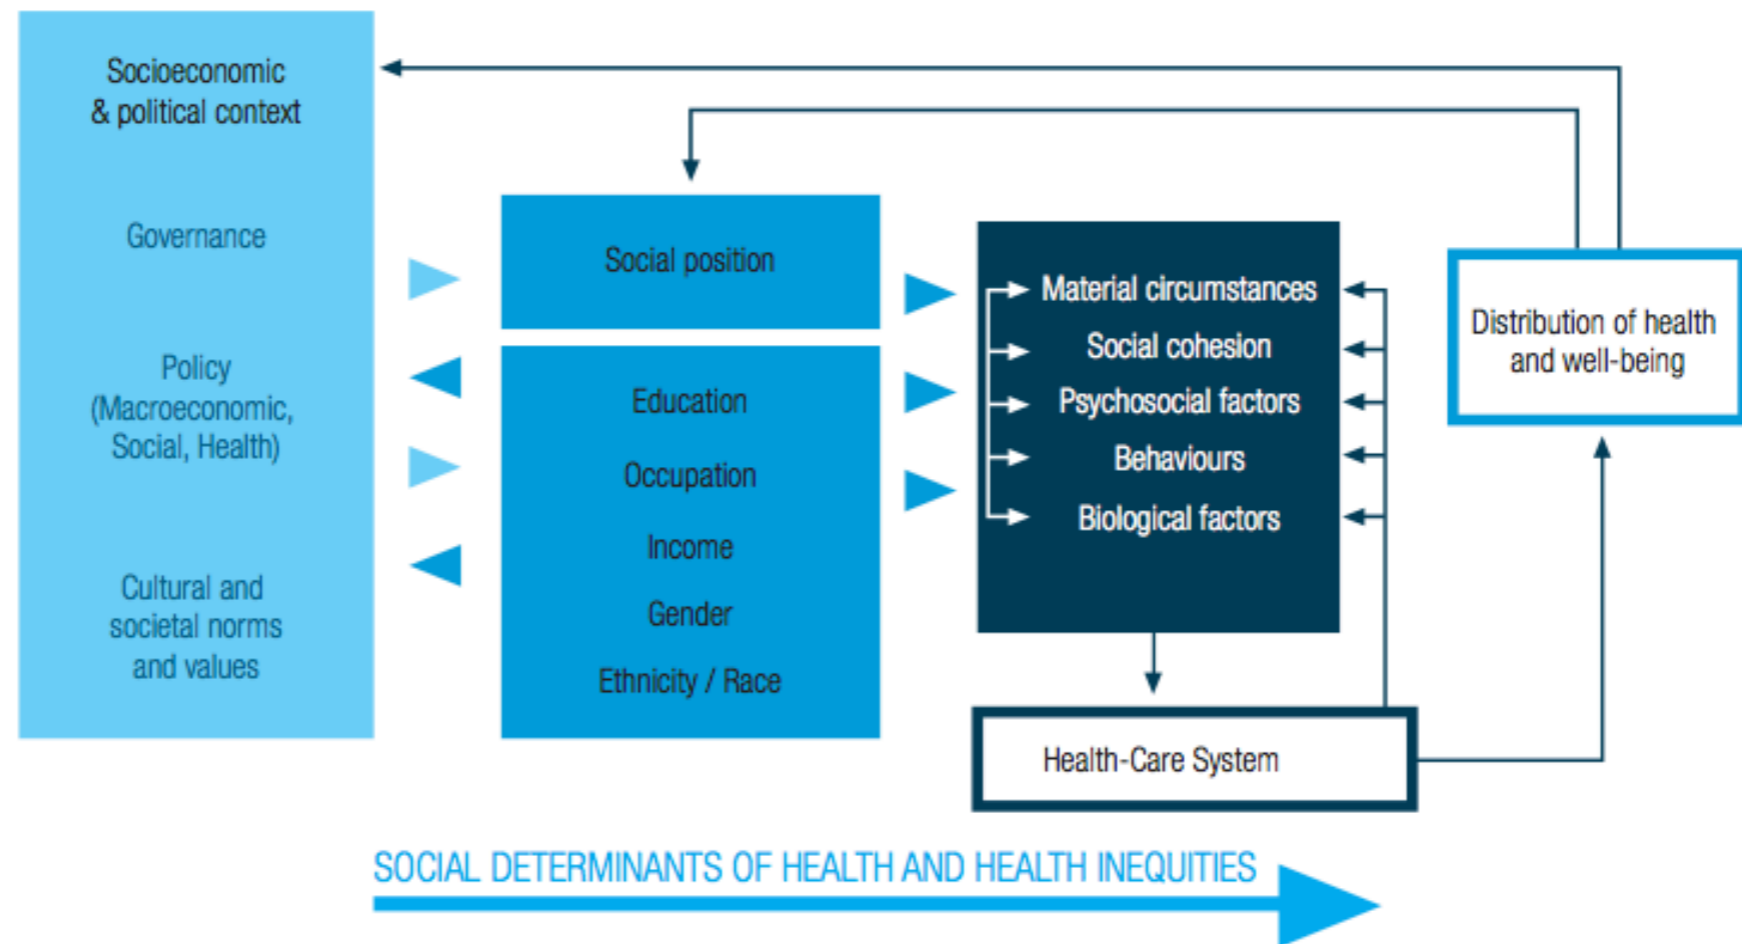 Socioeconomic
& political context
Governance
Policy
(Macroeconomic,
Social, Health)
Cultural and
societal norms
and values
Social position
Education
Occupation
Income
Gender
Ethnicity / Race
Material circumstances
Social cohesion
Psychosocial factors
Behaviours
Biological factors
Health-Care System
Distribution of health
and well-being
SOCIAL DETERMINANTS OF HEALTH AND HEALTH INEQUITIES